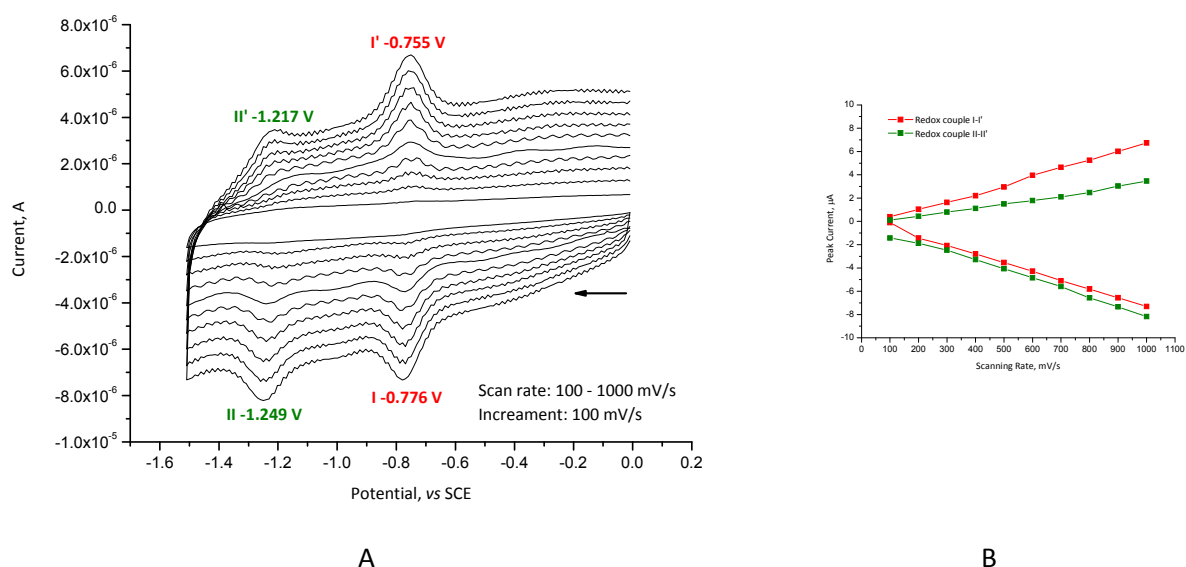 8.0x10-6
6.0x10-6
4.0x10-6
2.0x10-6
0.0
-2.0x10-6
-4.0x10-6
-6.0x10-6
-8.0x10-6
-1.0x10-5
Current, A
I' -0.755 V
II' -1.217 V
II -1.249 V
I -0.776 V
Scan rate: 100 - 1000 mV/s
Increament: 100 mV/s
-1.6 -1.4 -1.2 -1.0 -0.8 -0.6 -0.4 -0.2 0.0 0.2
Potential, vs SCE
A
10
8
6
4
2
0
-2
-4
-6
-8
-10
Peak Current, µA
Redox couple I-I'
Redox couple II-II'
0 100 200 300 400 500 600 700 800 900 1000 1100
Scanning Rate, mV/s
B